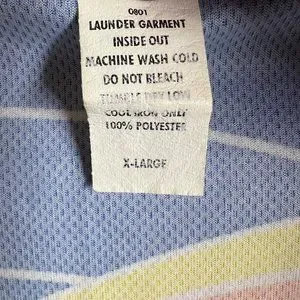 0801
LAUNDER GARMENT
INSIDE OUT
MACHINE WASH COLD
DO NOT BLEACH
TUMBLE DRY LOW
COOL IRON ONLY
100% POLYESTER
X-LARGE